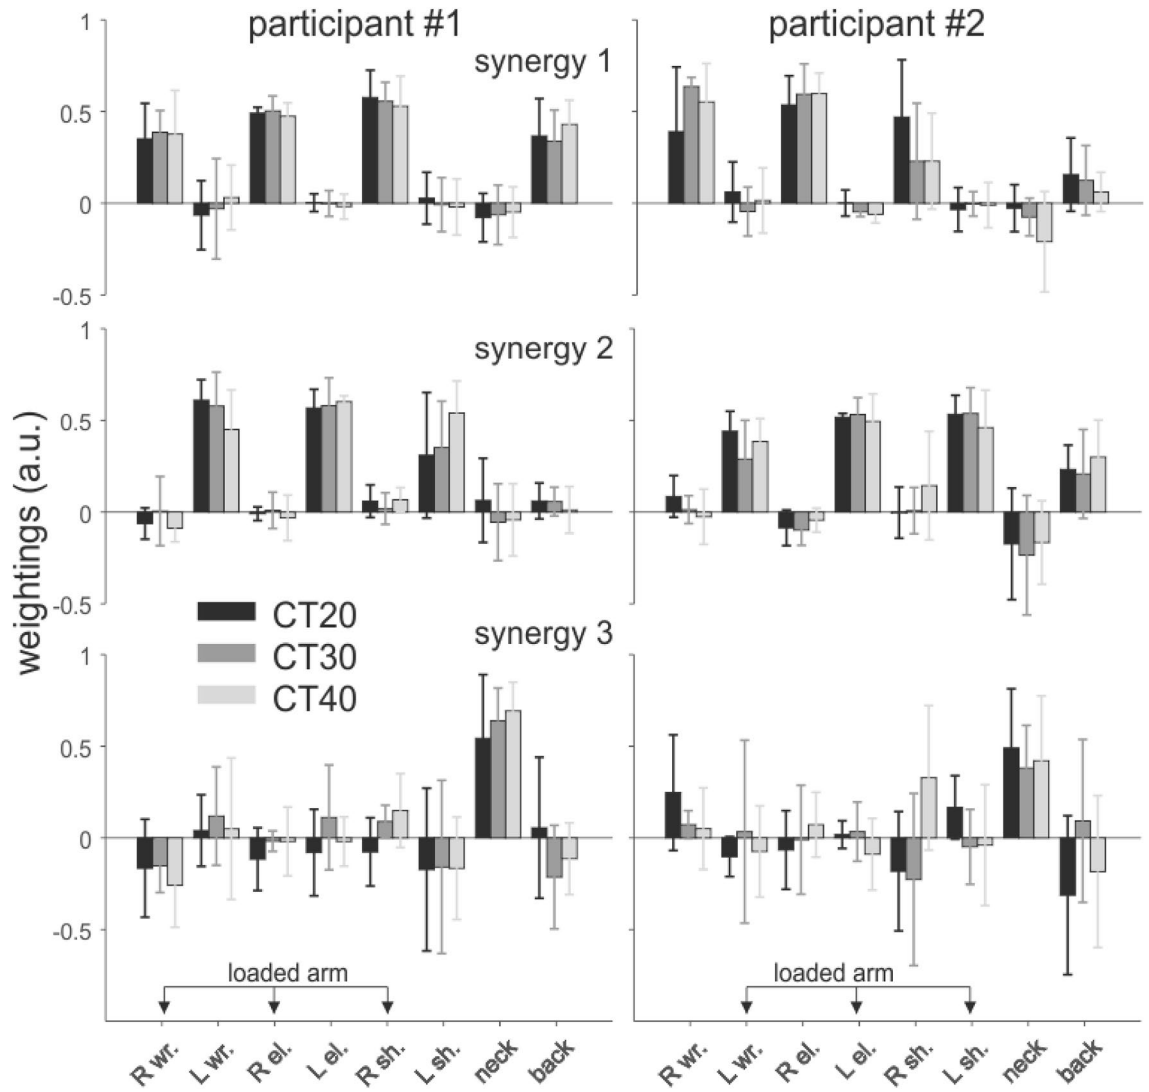 participant #1 participant #2
synergy 1
1
0.5
0
-0.5
synergy 2
1
0.5
0
-0.5
weightings (a.u.)
CT20
CT30
CT40
synergy 3
1
0.5
0
-0.5
loaded arm loaded arm
R wr. L wr. R el. L el. R sh. L sh. neck back R wr. L wr. R el. L el. R sh. L sh. neck back